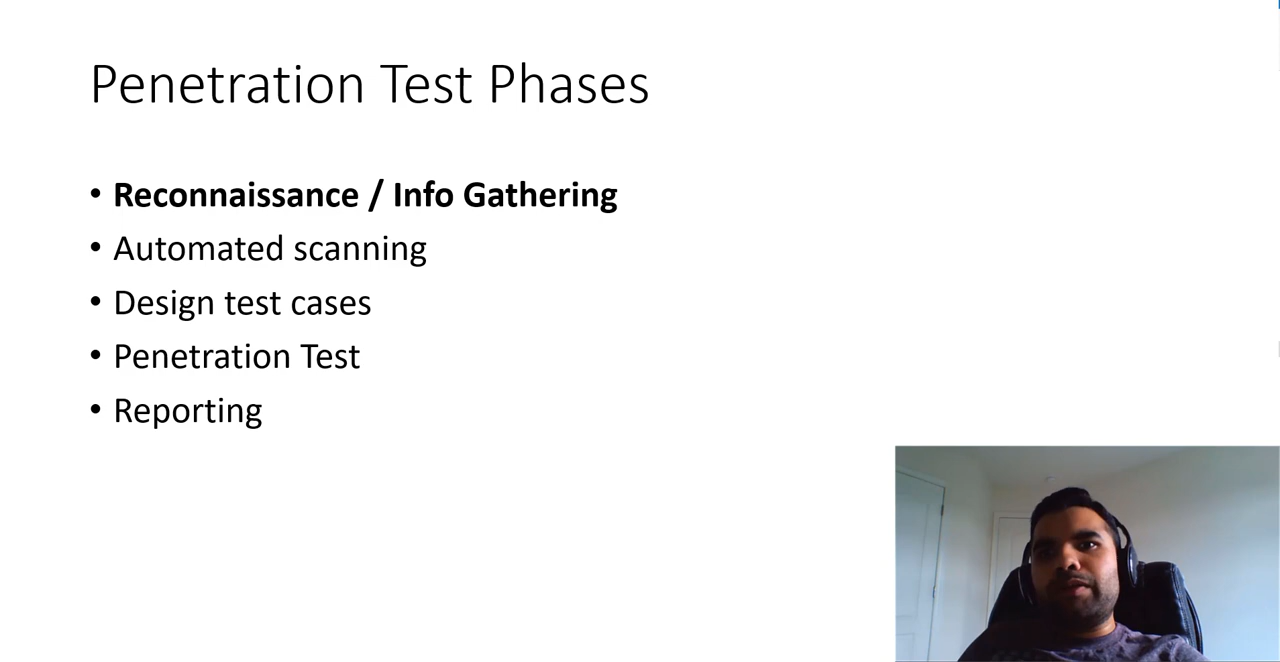 Penetration Test Phases
• Reconnaissance / Info Gathering
• Automated scanning
• Design test cases
• Penetration Test
• Reporting